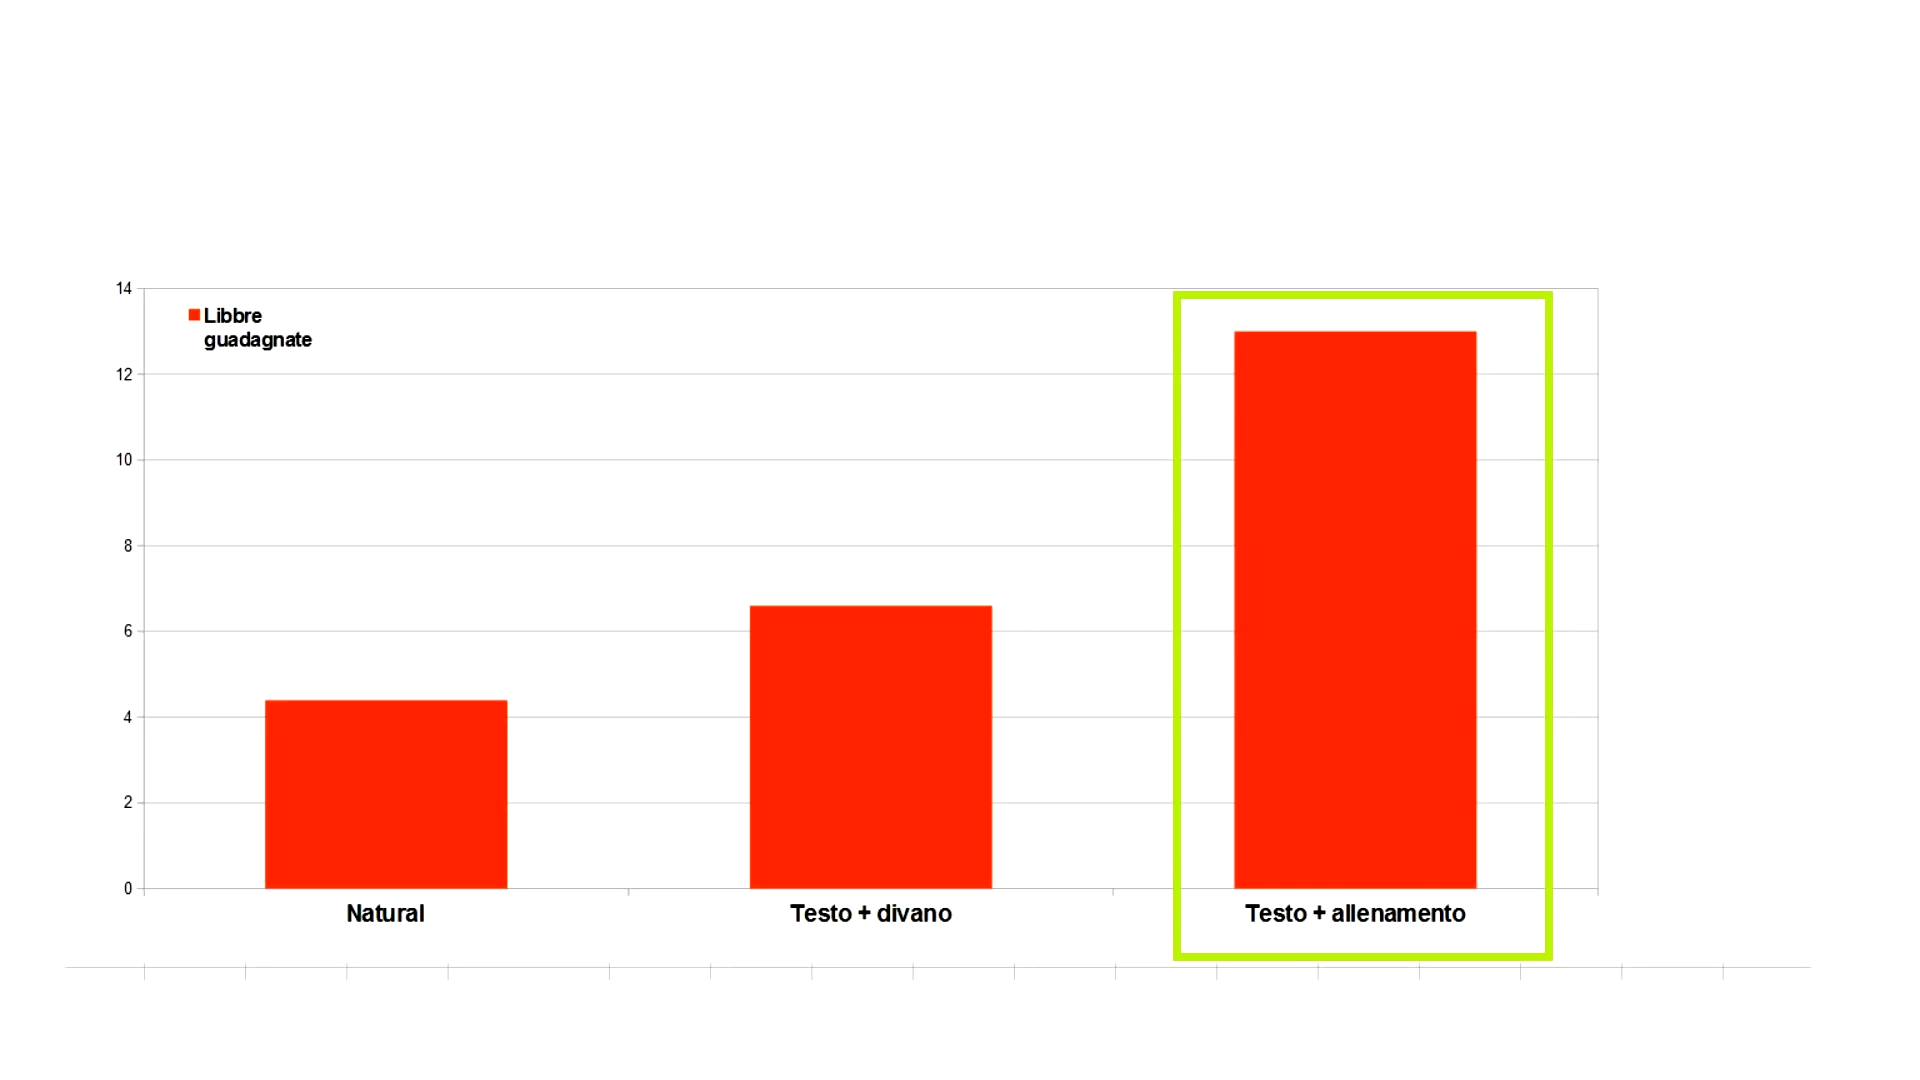 14
Libbre
guadagnate
12
10
8
6
4
2
0
Natural
Testo + divano
Testo + allenamento